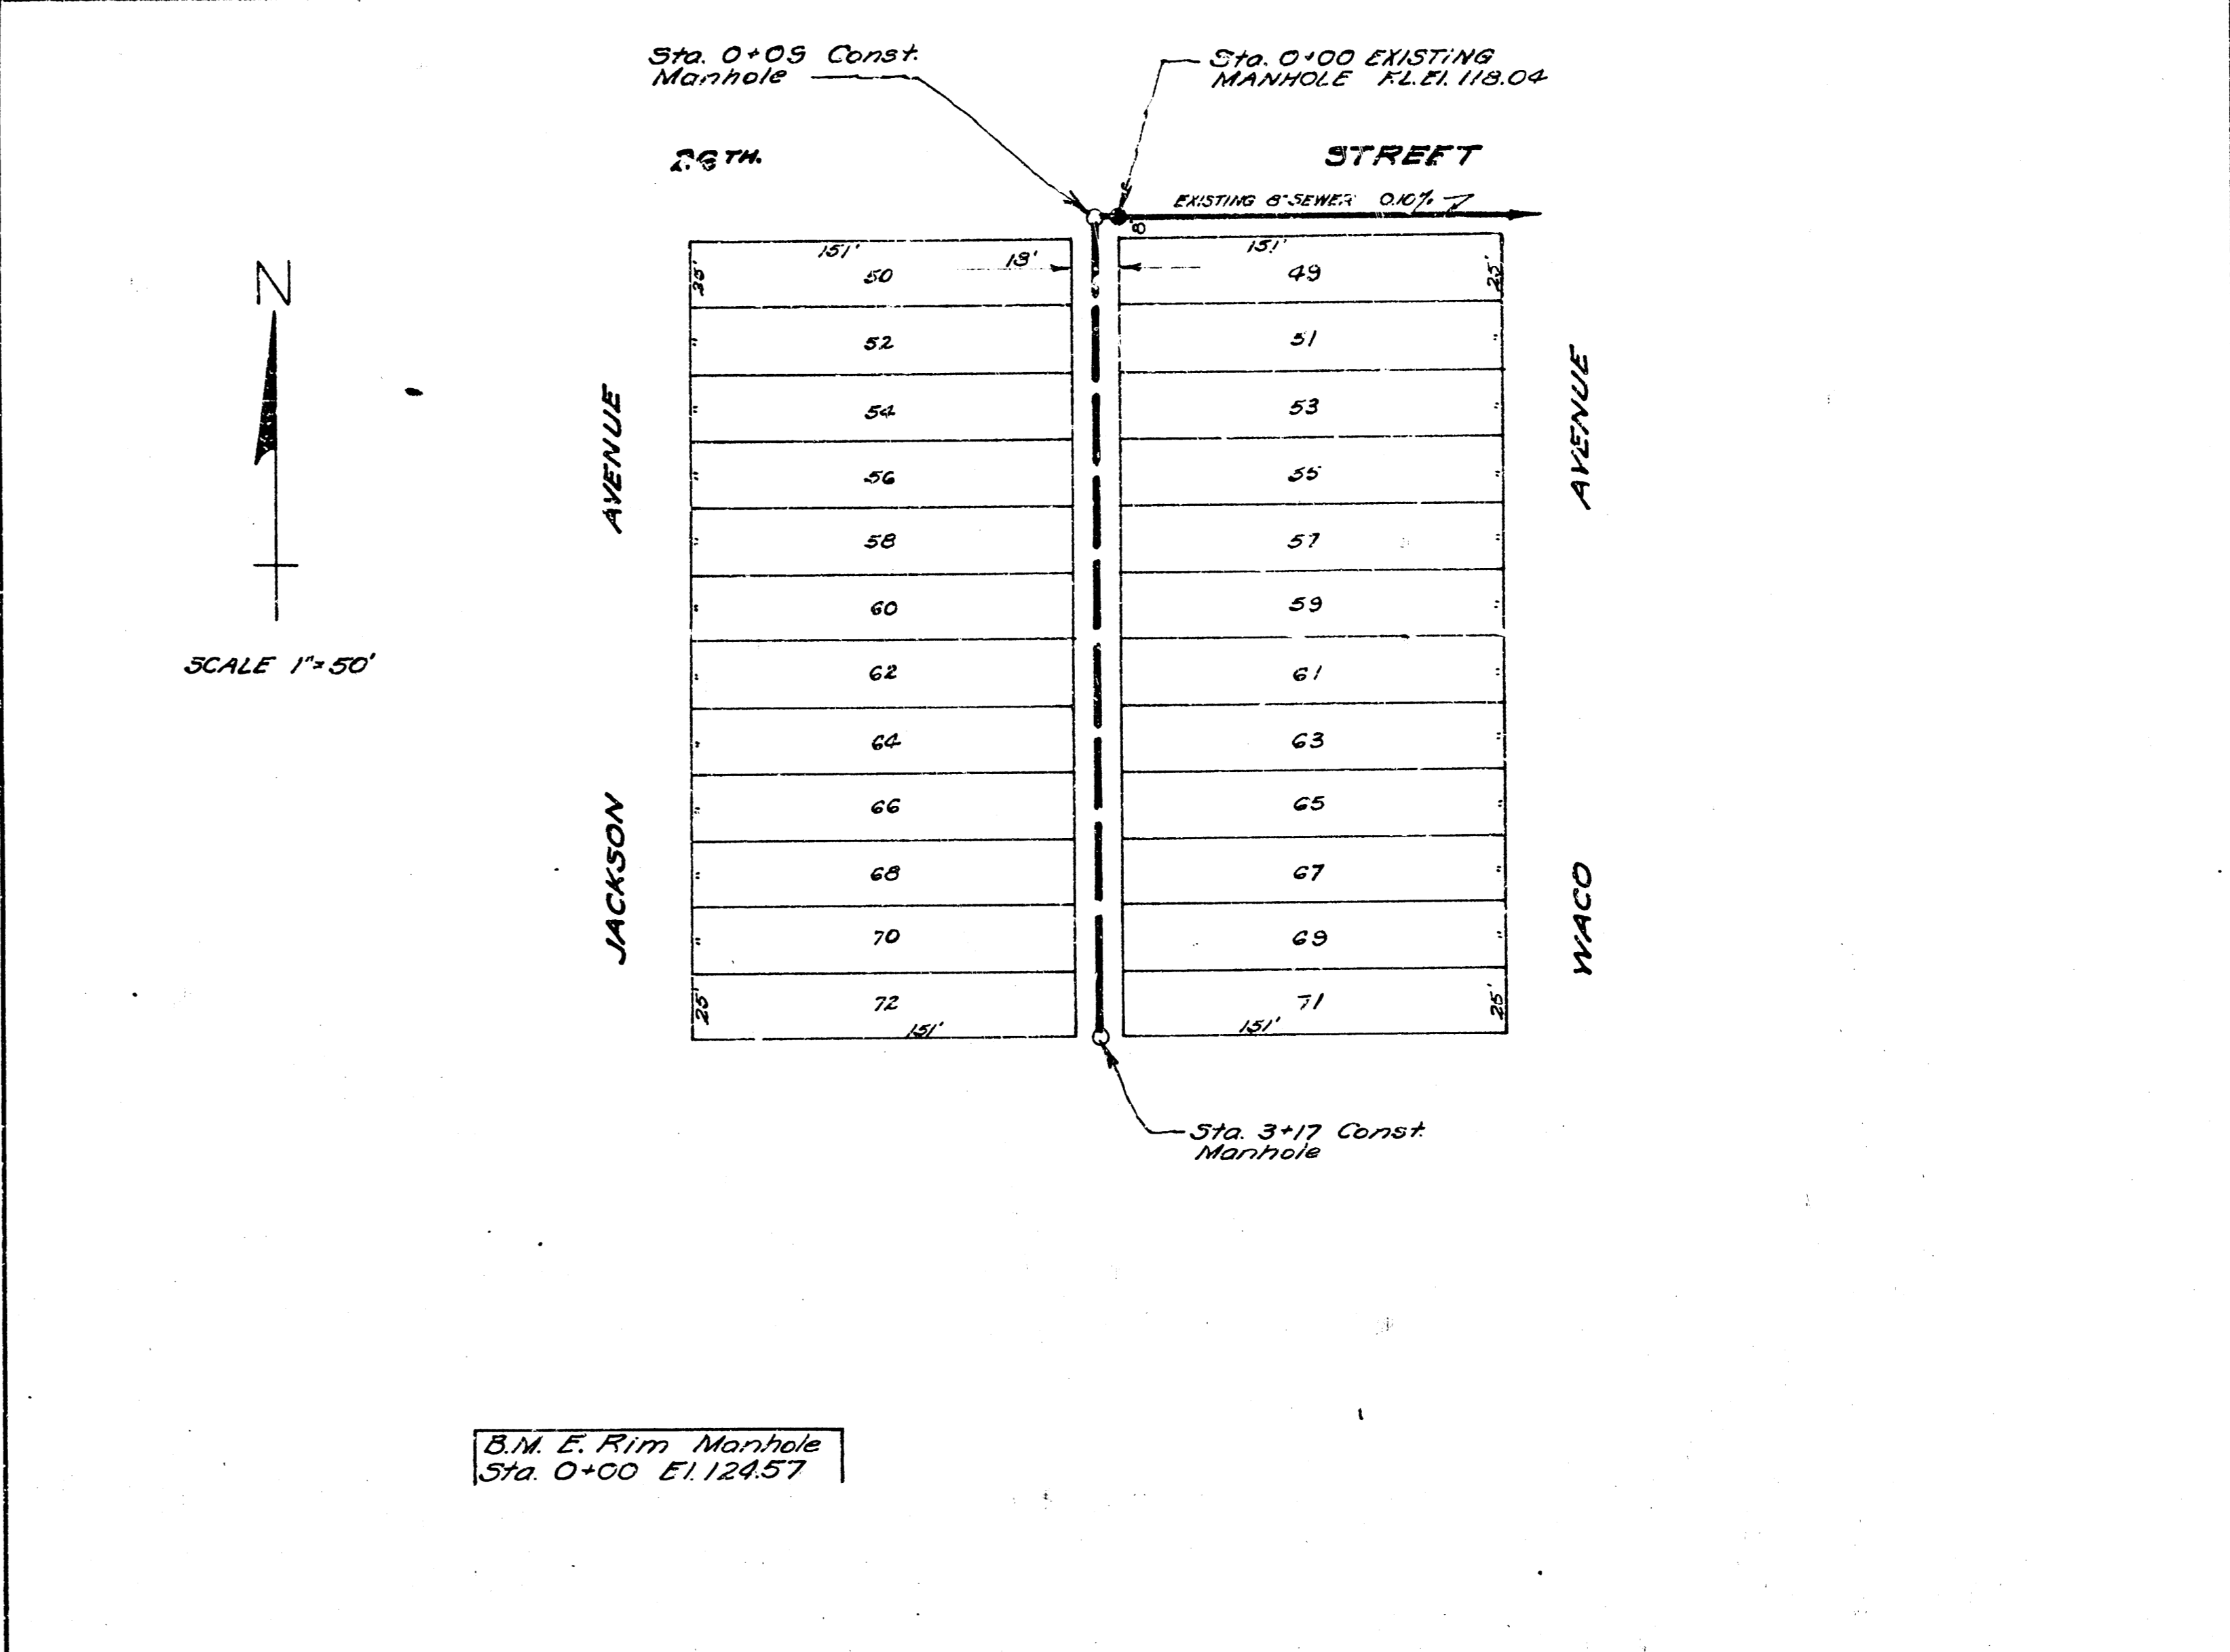 Sta. 0+09 Const.
Manhole
Sta. 0+00 EXISTING
MANHOLE F.L. El. 118.04
26TH. STREET
EXISTING 8" SEWER 0.10%
8'
151'
18'
151'
25'
50
49
25'
52
51
54
53
56
55
58
57
60
59
62
61
64
63
66
65
68
67
70
69
25'
72
71
25'
151'
151'
JACKSON AVENUE
WACO AVENUE
N
SCALE 1"=50'
Sta. 3+17 Const.
Manhole
B.M. E. Rim Manhole
Sta. 0+00 El. 124.57